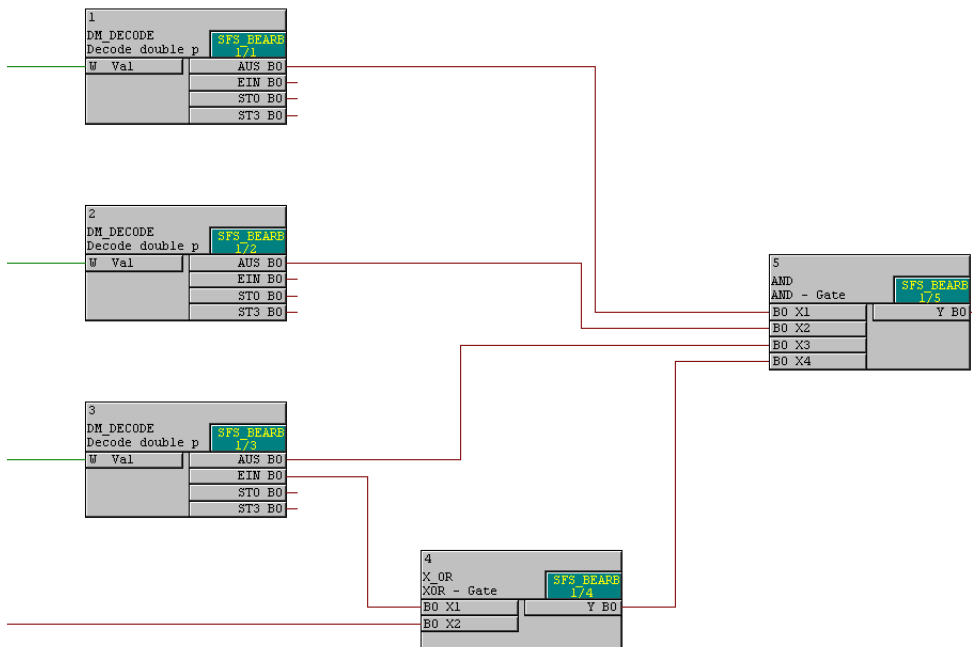 1
DM_DECODE
Decode double p
SFS_BEARB
1/1
W Val
AUS BO
EIN BO
ST0 BO
ST3 BO
2
DM_DECODE
Decode double p
SFS_BEARB
1/2
W Val
AUS BO
EIN BO
ST0 BO
ST3 BO
3
DM_DECODE
Decode double p
SFS_BEARB
1/3
W Val
AUS BO
EIN BO
ST0 BO
ST3 BO
4
X_OR
XOR - Gate
SFS_BEARB
1/4
BO X1
Y BO
BO X2
5
AND
AND - Gate
SFS_BEARB
1/5
BO X1
Y BO
BO X2
BO X3
BO X4